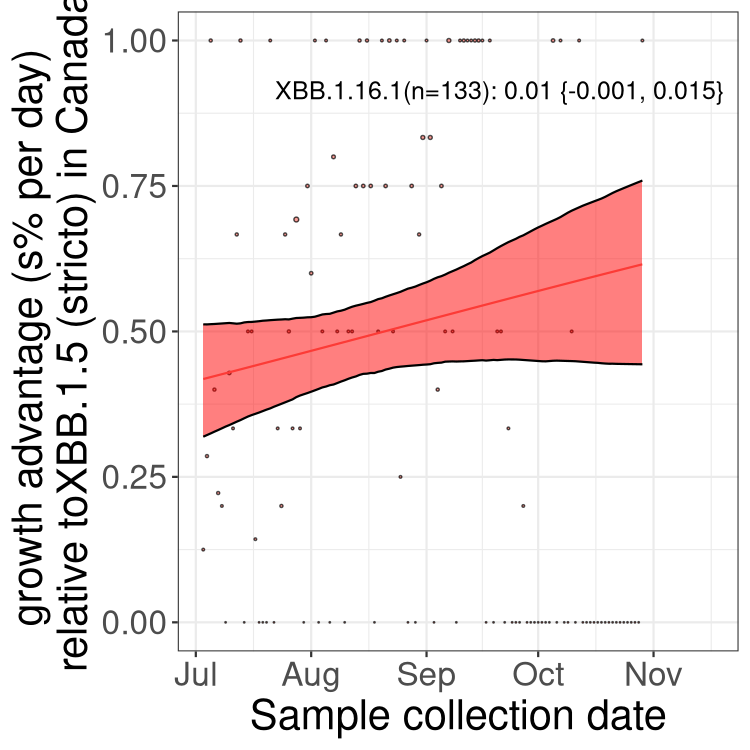 growth advantage (s% per day)
relative toXBB.1.5 (stricto) in Canada
1.00
0.75
0.50
0.25
0.00
XBB.1.16.1(n=133): 0.01 {-0.001, 0.015}
Jul Aug Sep Oct Nov
Sample collection date